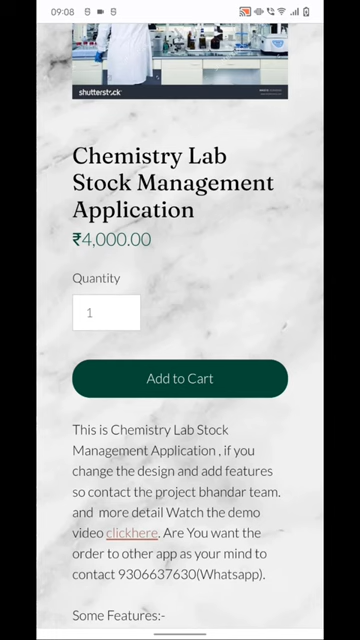 09:08
shutterstock
Chemistry Lab
Stock Management
Application
₹4,000.00
Quantity
1
Add to Cart
This is Chemistry Lab Stock
Management Application , if you
change the design and add features
so contact the project bhandar team.
and more detail Watch the demo
video clickhere. Are You want the
order to other app as your mind to
contact 9306637630(Whatsapp).
Some Features:-